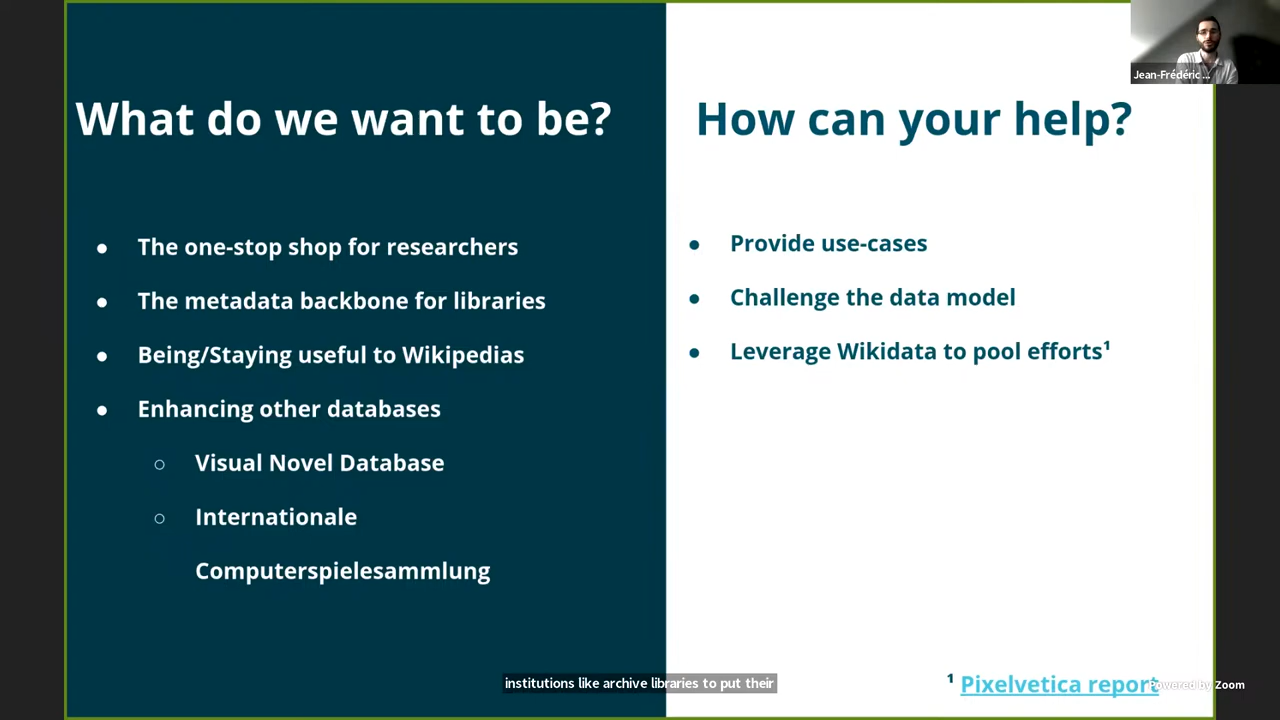 What do we want to be?
● The one-stop shop for researchers
● The metadata backbone for libraries
● Being/Staying useful to Wikipedias
● Enhancing other databases
○ Visual Novel Database
○ Internationale
Computerspielesammlung
How can your help?
● Provide use-cases
● Challenge the data model
● Leverage Wikidata to pool efforts¹
¹ Pixelvetica report
Jean-Frédéric ...
institutions like archive libraries to put their
Powered by Zoom